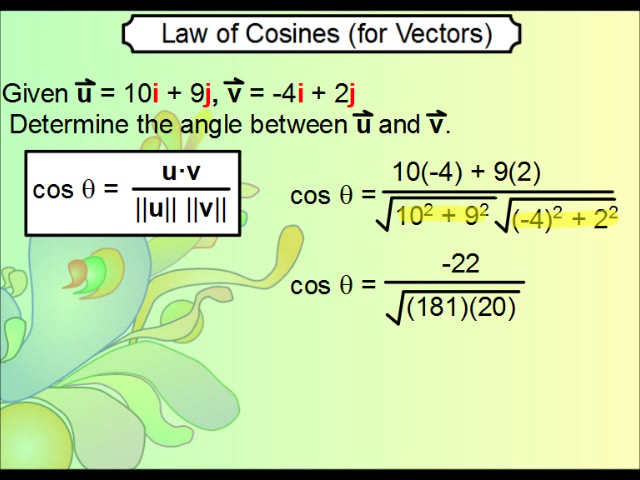 Law of Cosines (for Vectors)
Given u⃗ = 10i + 9j, v⃗ = -4i + 2j
Determine the angle between u⃗ and v⃗.
cos θ = u·v / ||u|| ||v||
cos θ = 10(-4) + 9(2) / √(10² + 9²) √((-4)² + 2²)
cos θ = -22 / √((181)(20))